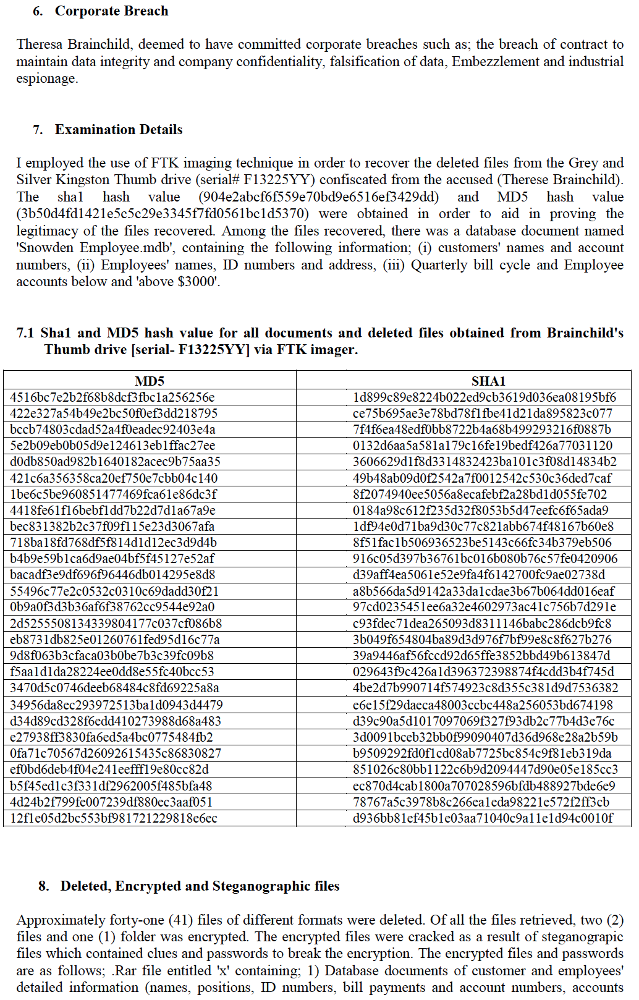 6. Corporate Breach
Theresa Brainchild, deemed to have committed corporate breaches such as; the breach of contract to
maintain data integrity and company confidentiality, falsification of data, Embezzlement and industrial
espionage.
7. Examination Details
I employed the use of FTK imaging technique in order to recover the deleted files from the Grey and
Silver Kingston Thumb drive (serial# F13225YY) confiscated from the accused (Therese Brainchild).
The sha1 hash value (904e2abcf6f559e70bd9e6516ef3429dd) and MD5 hash value
(3b50d4fd1421e5c5c29e3345f7fd0561bc1d5370) were obtained in order to aid in proving the
legitimacy of the files recovered. Among the files recovered, there was a database document named
'Snowden Employee.mdb', containing the following information; (i) customers' names and account
numbers, (ii) Employees' names, ID numbers and address, (iii) Quarterly bill cycle and Employee
accounts below and 'above $3000'.
7.1 Sha1 and MD5 hash value for all documents and deleted files obtained from Brainchild's
Thumb drive [serial- F13225YY] via FTK imager.
MD5 SHA1
4516bc7e2b2f68b8dcf3fbc1a256256e 1d899c89e8224b022ed9cb3619d036ea08195bf6
422e327a54b49e2bc50f0ef3dd218795 ce75b695ae3e78bd78f1fbe41d21da895823c077
bccb74803cdad52a4f0eadec92403e4a 7f4f6ea48edf0bb8722b4a68b499293216f0887b
5e2b09eb0b05d9e124613eb1ffac27ee 0132d6aa5a581a179c16fe19bedf426a77031120
d0db850ad982b1640182acec9b75aa35 3606629d1f8d3314832423ba101c3f08d14834b2
421c6a356358ca20ef750e7cbb04c140 49b48ab09d0f2542a7f0012542c530c36ded7caf
1be6c5be960851477469fca61e86dc3f 8f2074940ee5056a8ecafebf2a28bd1d055fe702
4418fe61f16bebf1dd7b22d7d1a67a9e 0184a98c612f235d32f8053b5d47eefc6f65ada9
bec831382b2c37f09f115e23d3067afa 1df94e0d71ba9d30c77c821abb674f48167b60e8
718ba18fd768df5f814d1d12ec3d9d4b 8f51fac1b506936523be5143c66fc34b379eb506
b4b9e59b1ca6d9ae04bf5f45127e52af 916c05d397b36761bc016b080b76c57fe0420906
bacadf3e9df696f96446db014295e8d8 d39aff4ea5061e52e9fa4f6142700fc9ae02738d
55496c77e2c0532c0310c69dadd30f21 a8b566da5d9142a33da1cdae3b67b064dd016eaf
0b9a0f3d3b36af6f38762cc9544e92a0 97cd0235451ee6a32e4602973ac41c756b7d291e
2d5255508134339804177c037cf086b8 c93fdec71dea265093d8311146babc286dcb9fc8
eb8731db825e01260761fed95d16c77a 3b049f654804ba89d3d976f7bf99e8c8f627b276
9d8f063b3cfaca03b0be7b3c39fc09b8 39a9446af56fccd92d65ffe3852bbd49b613847d
f5aa1d1da28224ee0dd8e55fc40bcc53 029643f9c426a1d396372398874f4cdd3b4f745d
3470d5c0746deeb68484c8fd69225a8a 4be2d7b990714f574923c8d355c381d9d7536382
34956da8ec293972513ba1d0943d4479 e6e15f29daeca48003ccbc448a256053bd674198
d34d89cd328f6edd410273988d68a483 d39c90a5d1017097069f327f93db2c77b4d3e76c
e27938ff3830fa6ed5a4bc0775484fb2 3d0091bceb32bb0f99090407d36d968e28a2b59b
0fa71c70567d26092615435c86830827 b9509292fd0f1cd08ab7725bc854c9f81eb319da
ef0bd6deb4f04e241eefff19e80cc82d 851026c80bb1122c6b9d2094447d90e05e185cc3
b5f45ed1c3f331df2962005f485bfa48 ec870d4cab1800a707028596bfdb488927bde6e9
4d24b2f799fe007239df880ec3aaf051 78767a5c3978b8c266ea1eda98221e572f2ff3cb
12f1e05d2bc553bf981721229818e6ec d936bb81ef45b1e03aa71040c9a11e1d94c0010f
8. Deleted, Encrypted and Steganographic files
Approximately forty-one (41) files of different formats were deleted. Of all the files retrieved, two (2)
files and one (1) folder was encrypted. The encrypted files were cracked as a result of steganograpic
files which contained clues and passwords to break the encryption. The encrypted files and passwords
are as follows; .Rar file entitled 'x' containing; 1) Database documents of customer and employees'
detailed information (names, positions, ID numbers, bill payments and account numbers, accounts